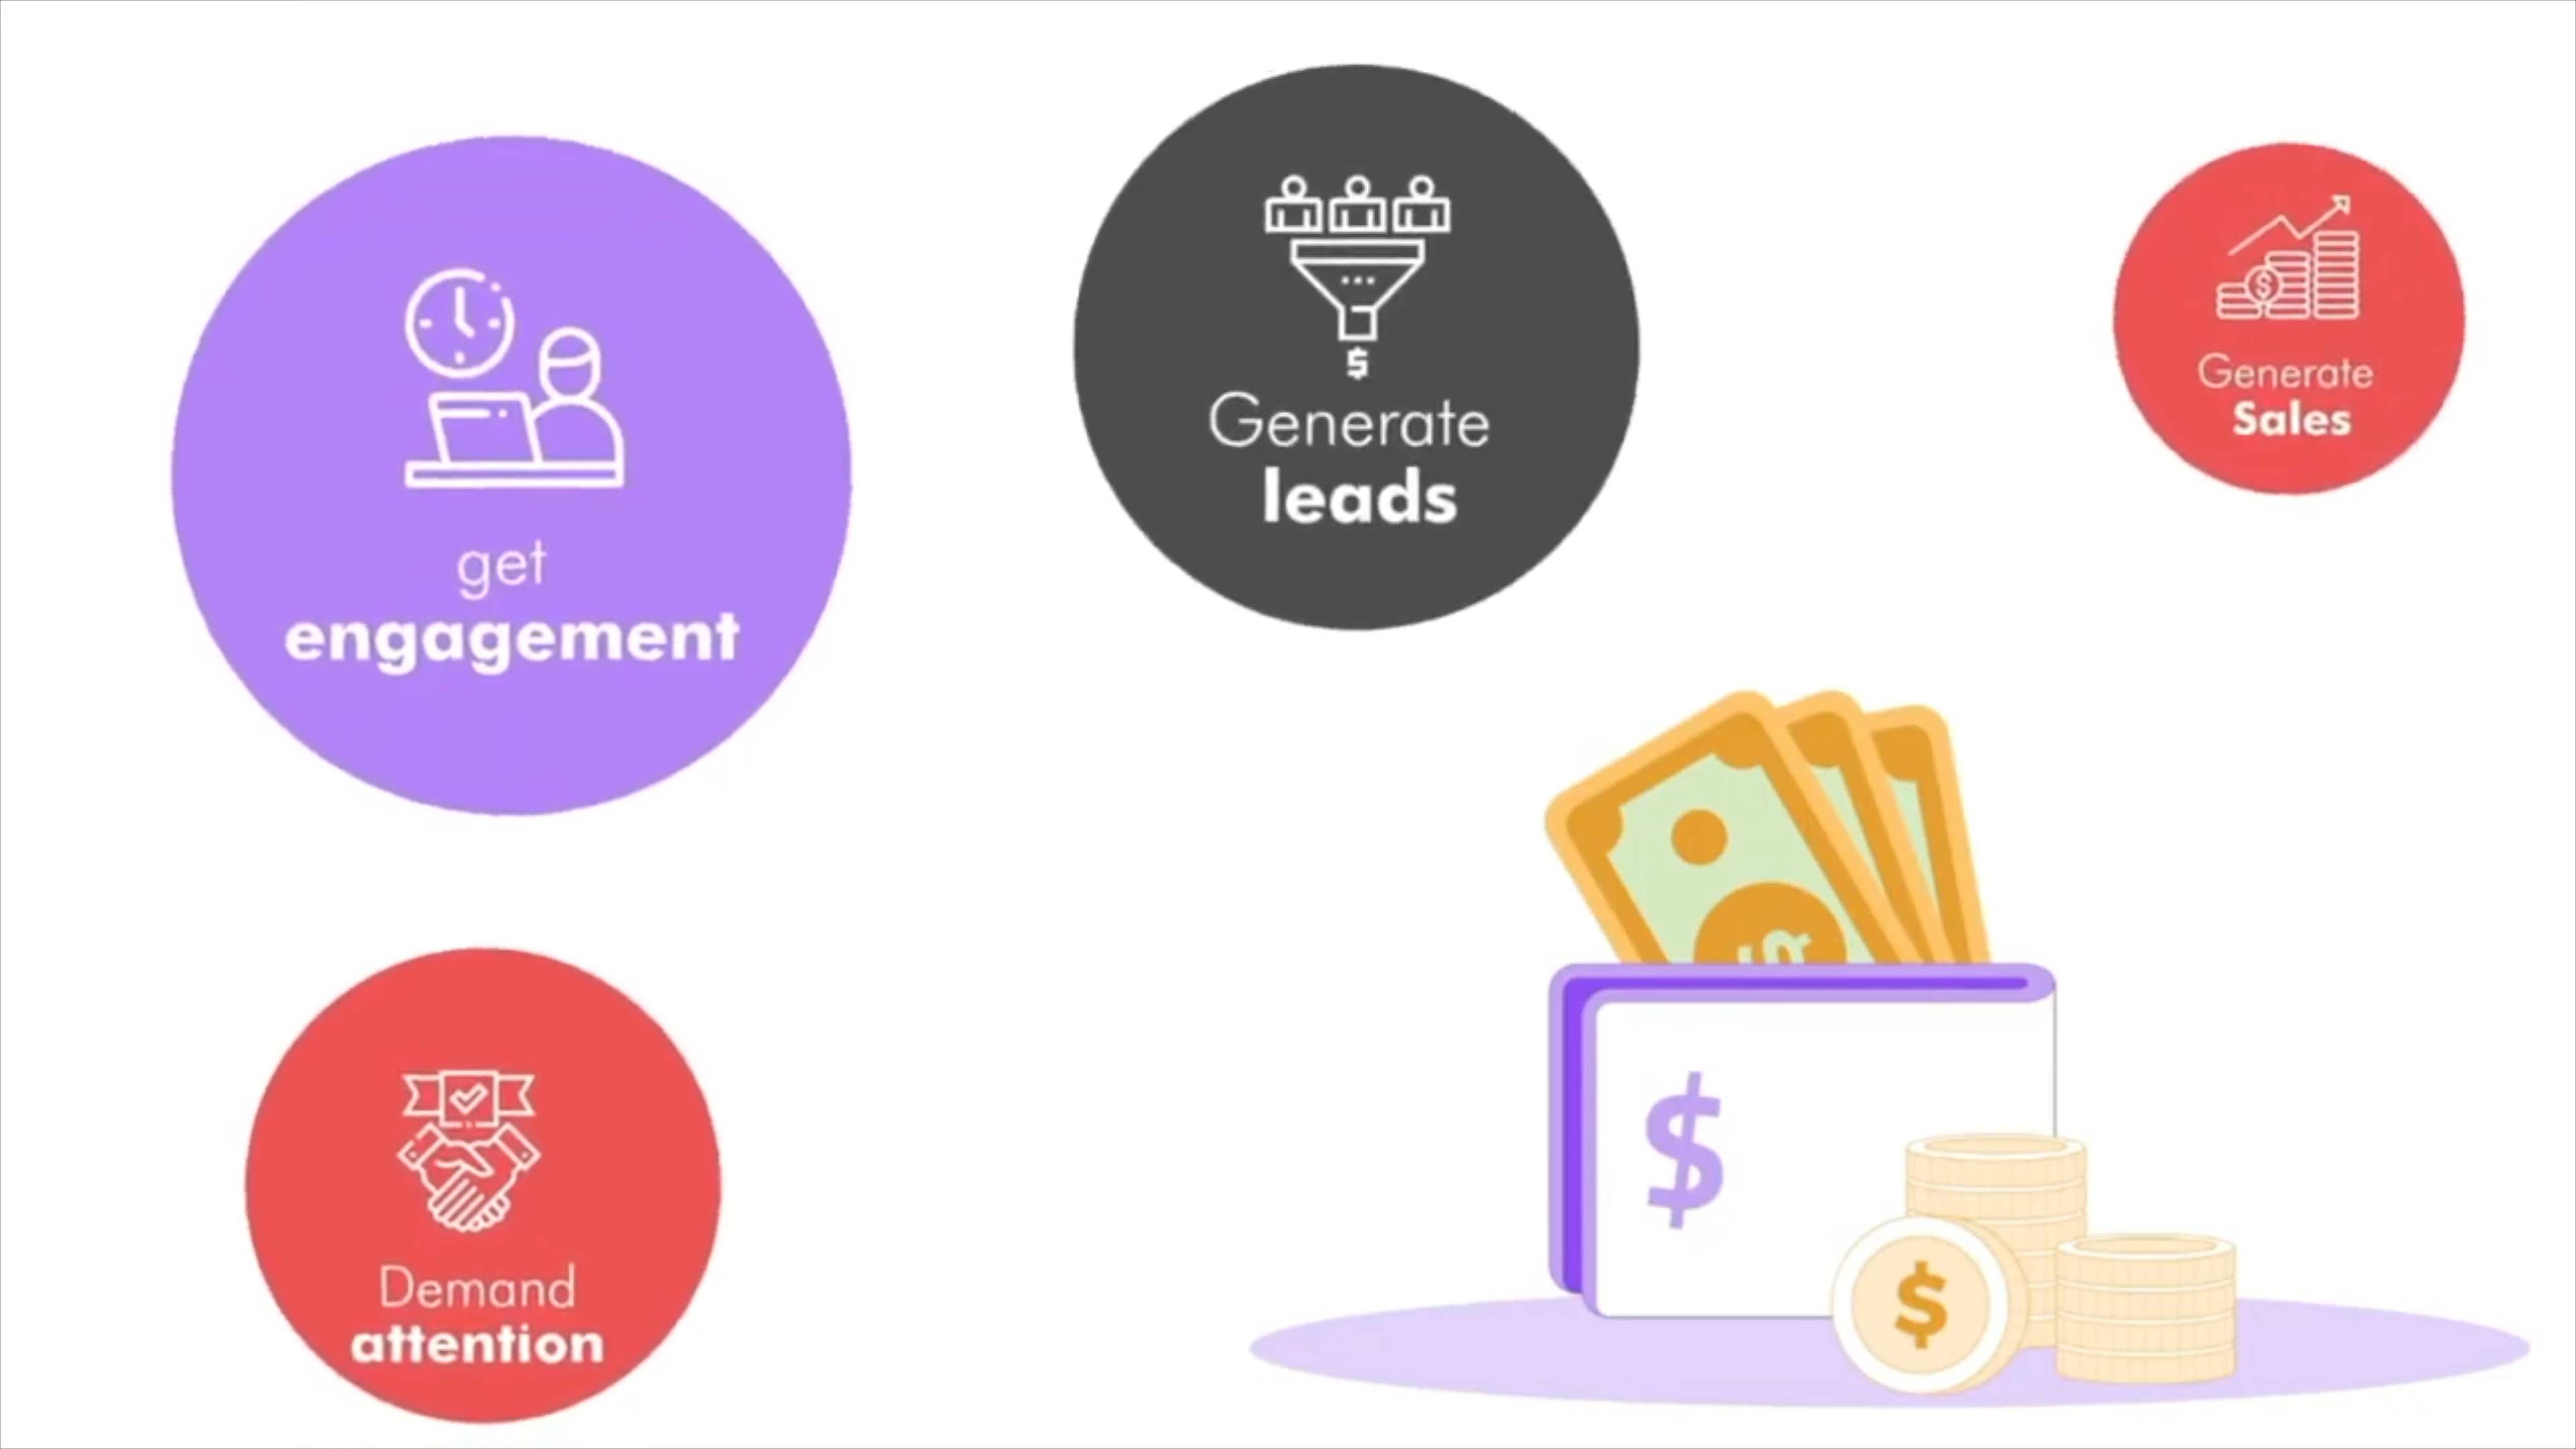 get
engagement
Generate
leads
$
Generate
Sales
$
Demand
attention
$
$
$